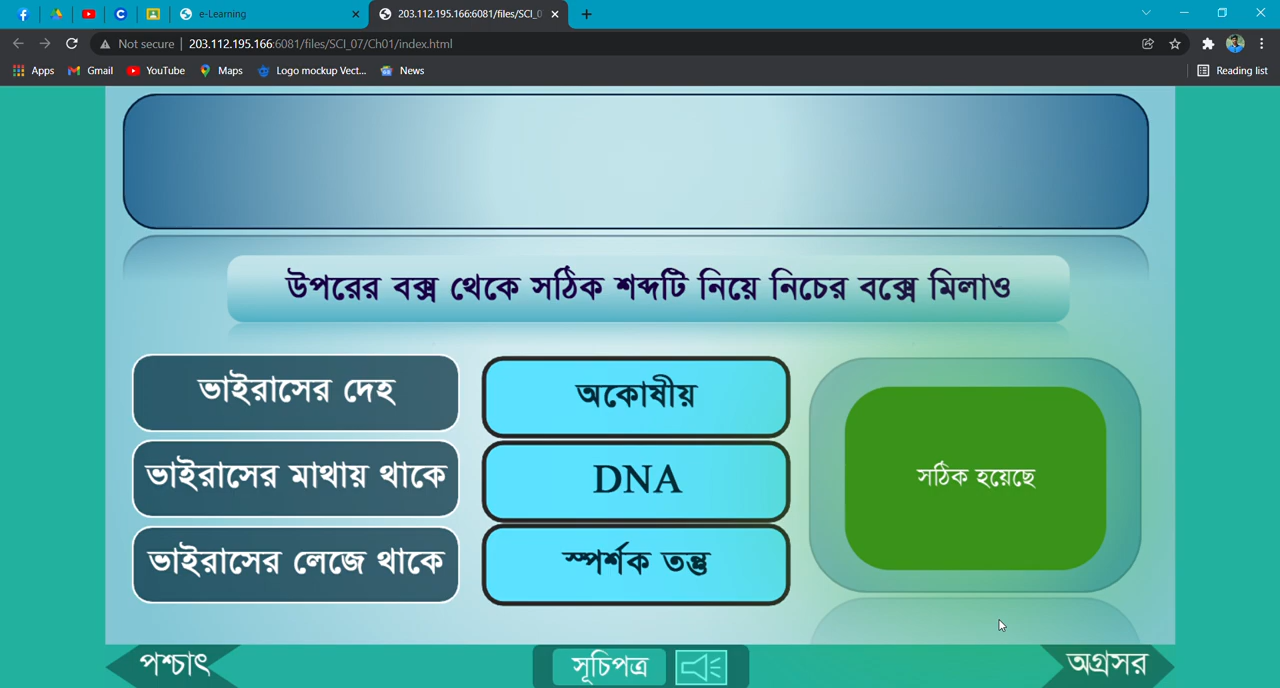 e-Learning
203.112.195.166:6081/files/SCI_0
Not secure
203.112.195.166:6081/files/SCI_07/Ch01/index.html
Apps
Gmail
YouTube
Maps
Logo mockup Vect...
News
Reading list
উপরের বক্স থেকে সঠিক শব্দটি নিয়ে নিচের বক্সে মিলাও
ভাইরাসের দেহ
অকোষীয়
ভাইরাসের মাথায় থাকে
DNA
সঠিক হয়েছে
ভাইরাসের লেজে থাকে
স্পর্শক তন্তু
পশ্চাৎ
সূচিপত্র
অগ্রসর